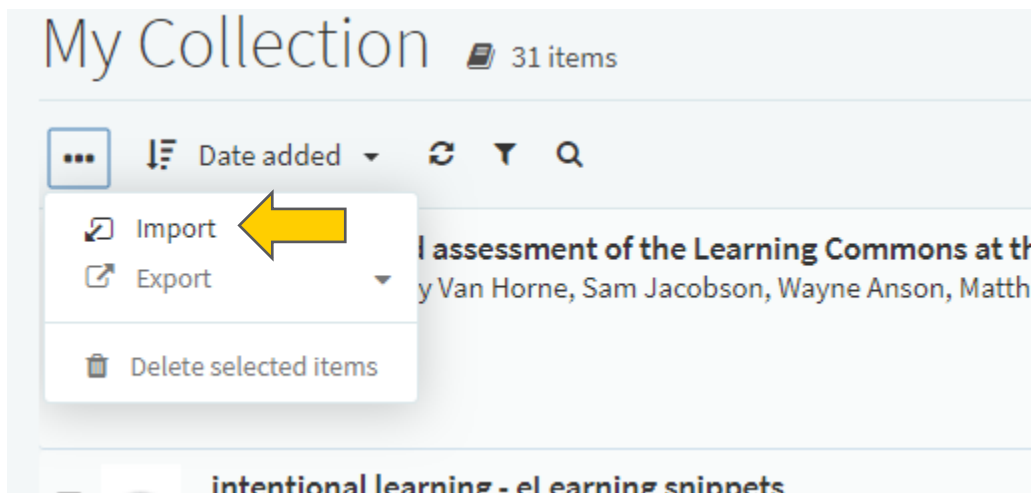 My Collection 31 items
Date added
Import
assessment of the Learning Commons at th
Export
y Van Horne, Sam Jacobson, Wayne Anson, Matth
Delete selected items
intentional learning - eLearning snippets